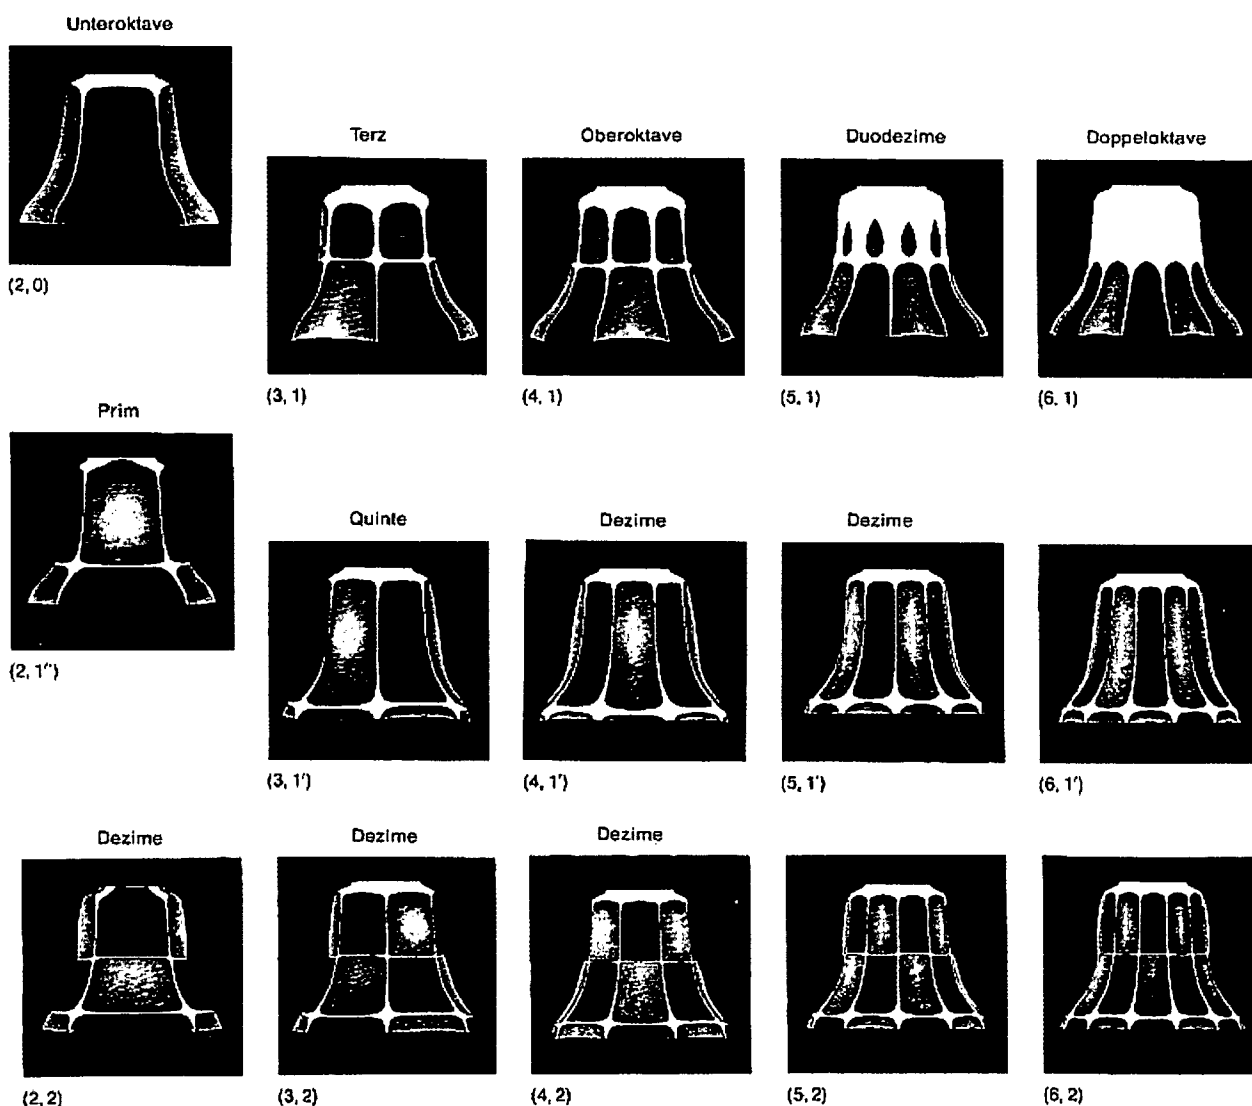 Unteroktave
(2, 0)
Terz
Oberoktave
Duodezime
Doppeloktave
(3, 1)
(4, 1)
(5, 1)
(6, 1)
Prim
(2, 1″)
Quinte
Dezime
Dezime
(3, 1′)
(4, 1′)
(5, 1′)
(6, 1′)
Dezime
Dezime
Dezime
(2, 2)
(3, 2)
(4, 2)
(5, 2)
(6, 2)